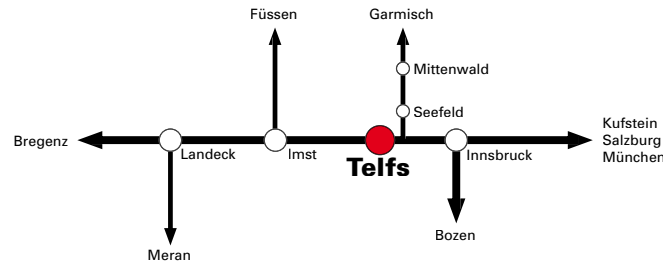 Füssen
Garmisch
Mittenwald
Seefeld
Bregenz
Landeck
Imst
Telfs
Innsbruck
Kufstein
Salzburg
München
Meran
Bozen